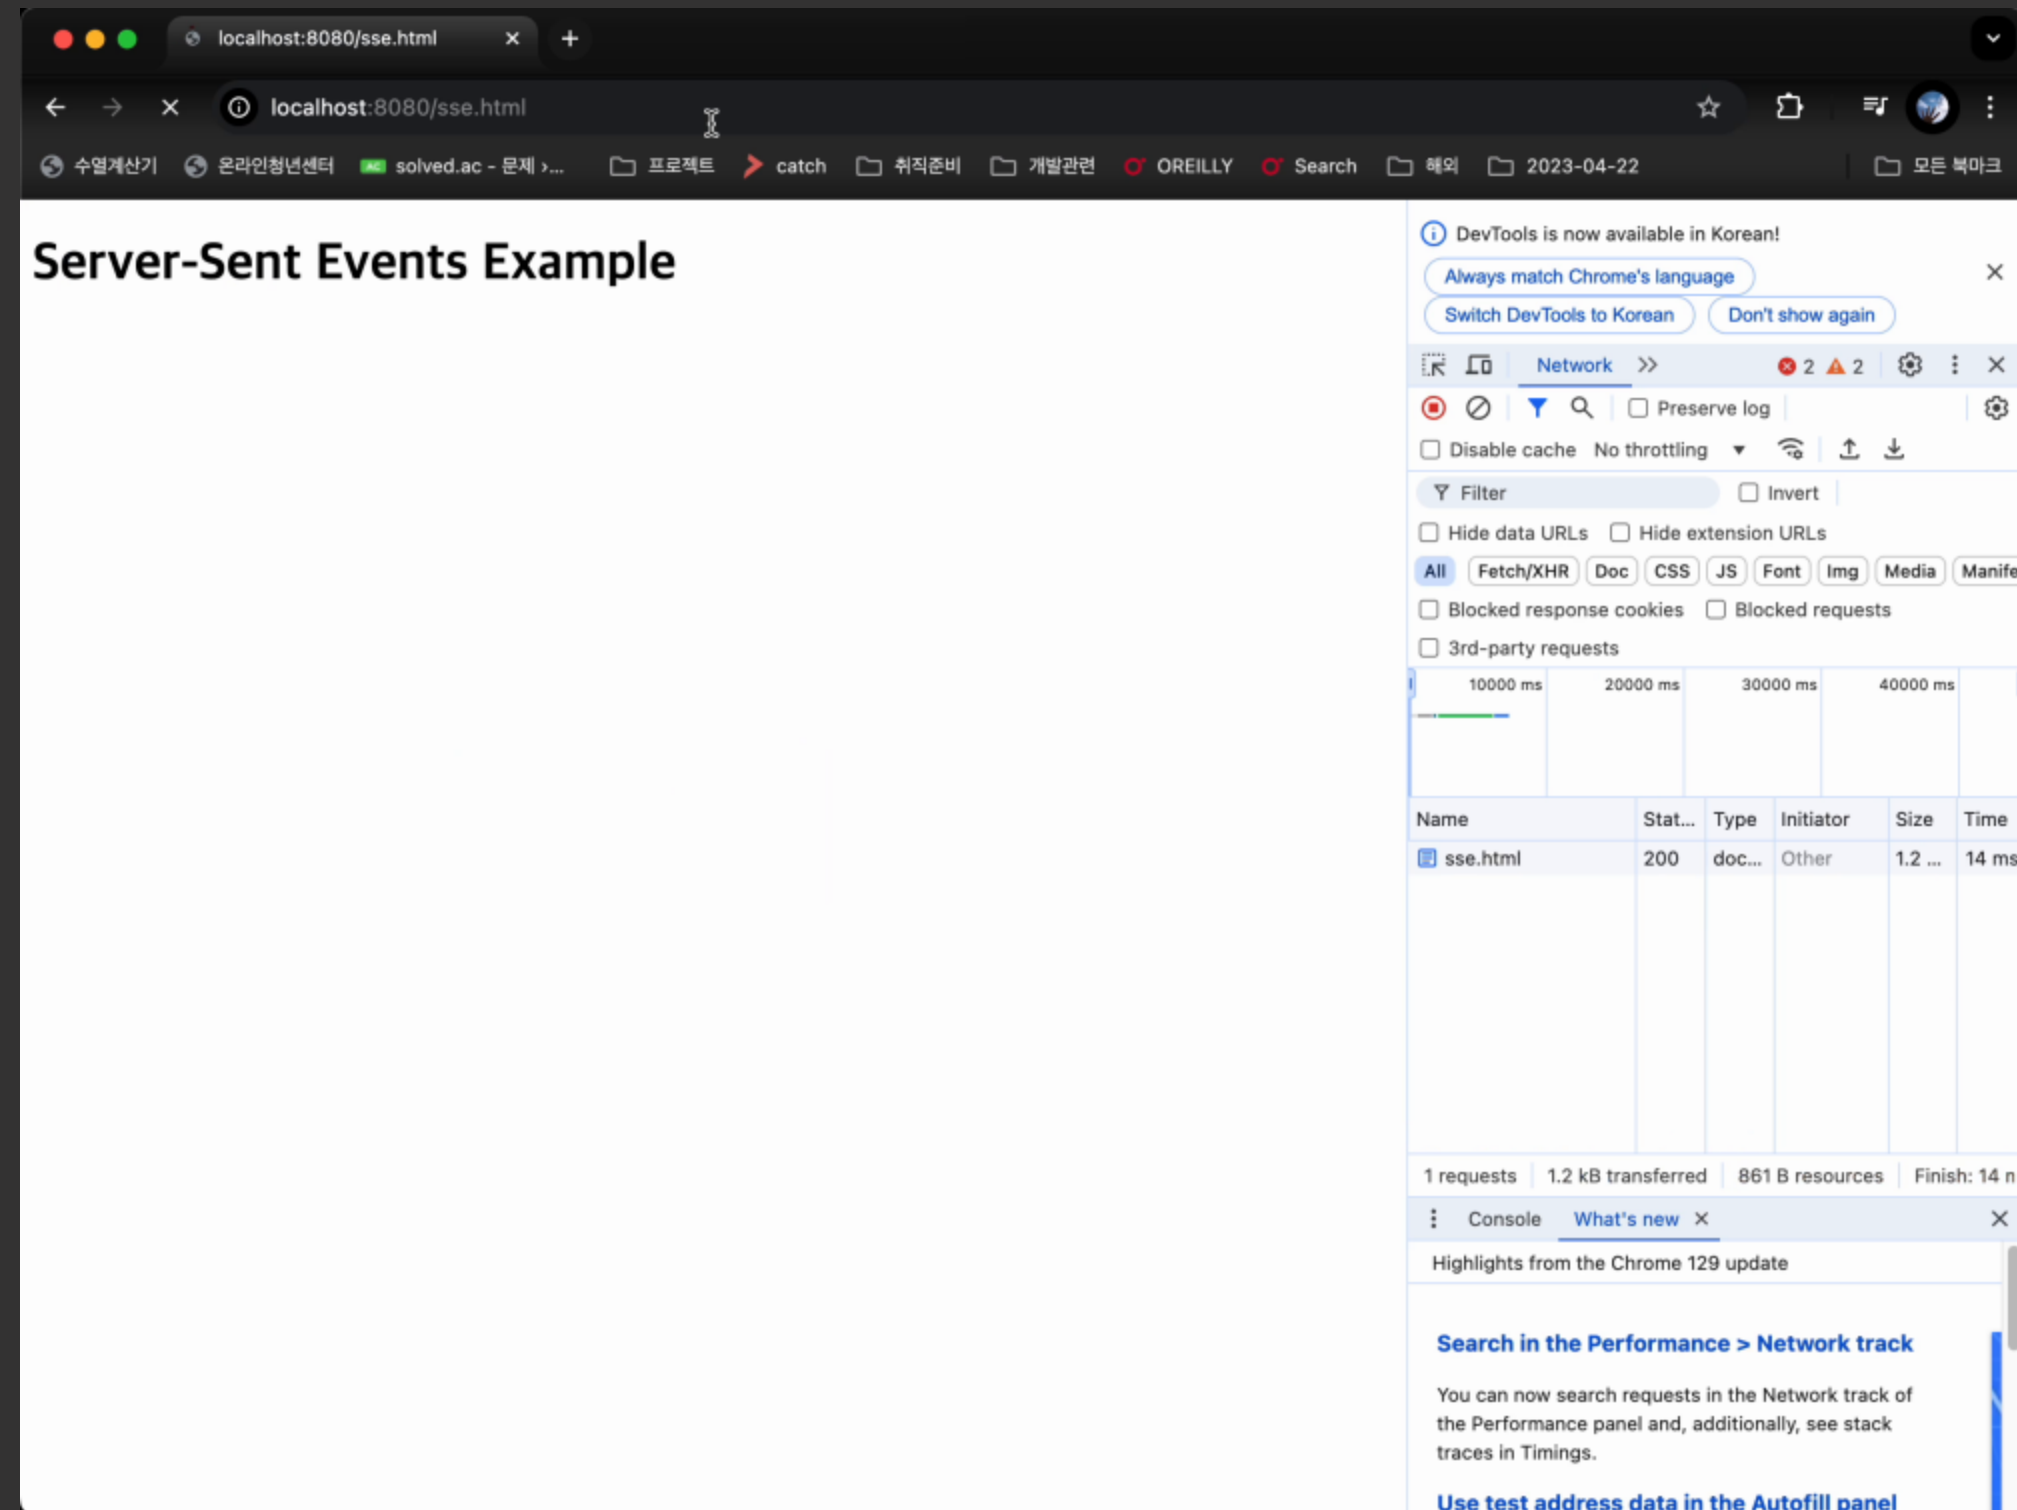 localhost:8080/sse.html
localhost:8080/sse.html
수열계산기 온라인청년센터 AC solved.ac - 문제 ›... 프로젝트 catch 취직준비 개발관련 OREILLY Search 해외 2023-04-22 모든 북마크
Server-Sent Events Example
DevTools is now available in Korean!
Always match Chrome's language
Switch DevTools to Korean Don't show again
Network 2 2
Preserve log
Disable cache No throttling
Filter Invert
Hide data URLs Hide extension URLs
All Fetch/XHR Doc CSS JS Font Img Media Manife
Blocked response cookies Blocked requests
3rd-party requests
10000 ms 20000 ms 30000 ms 40000 ms
Name Stat... Type Initiator Size Time
sse.html 200 doc... Other 1.2 ... 14 ms
1 requests 1.2 kB transferred 861 B resources Finish: 14 n
Console What's new
Highlights from the Chrome 129 update
Search in the Performance > Network track
You can now search requests in the Network track of
the Performance panel and, additionally, see stack
traces in Timings.
Use test address data in the Autofill panel